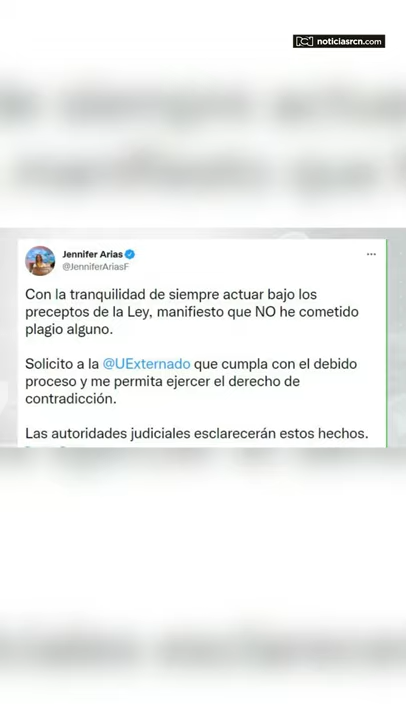 RCN noticiasrcn.com
Jennifer Arias
@JenniferAriasF
Con la tranquilidad de siempre actuar bajo los
preceptos de la Ley, manifiesto que NO he cometido
plagio alguno.
Solicito a la @UExternado que cumpla con el debido
proceso y me permita ejercer el derecho de
contradicción.
Las autoridades judiciales esclarecerán estos hechos.